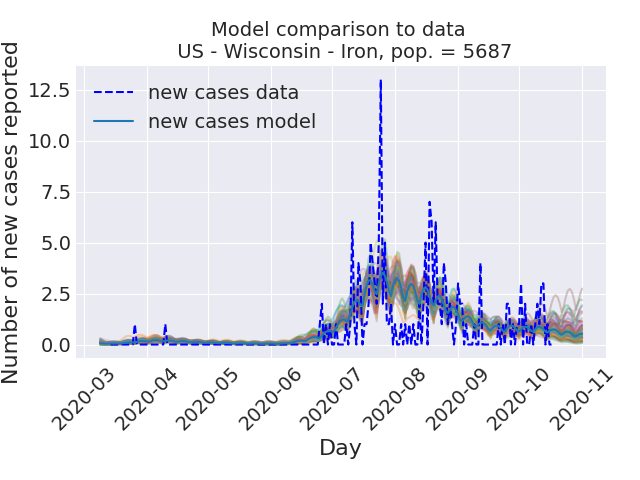 Model comparison to data
US - Wisconsin - Iron, pop. = 5687
Number of new cases reported
12.5
10.0
7.5
5.0
2.5
0.0
new cases data
new cases model
2020-03
2020-04
2020-05
2020-06
2020-07
2020-08
2020-09
2020-10
2020-11
Day